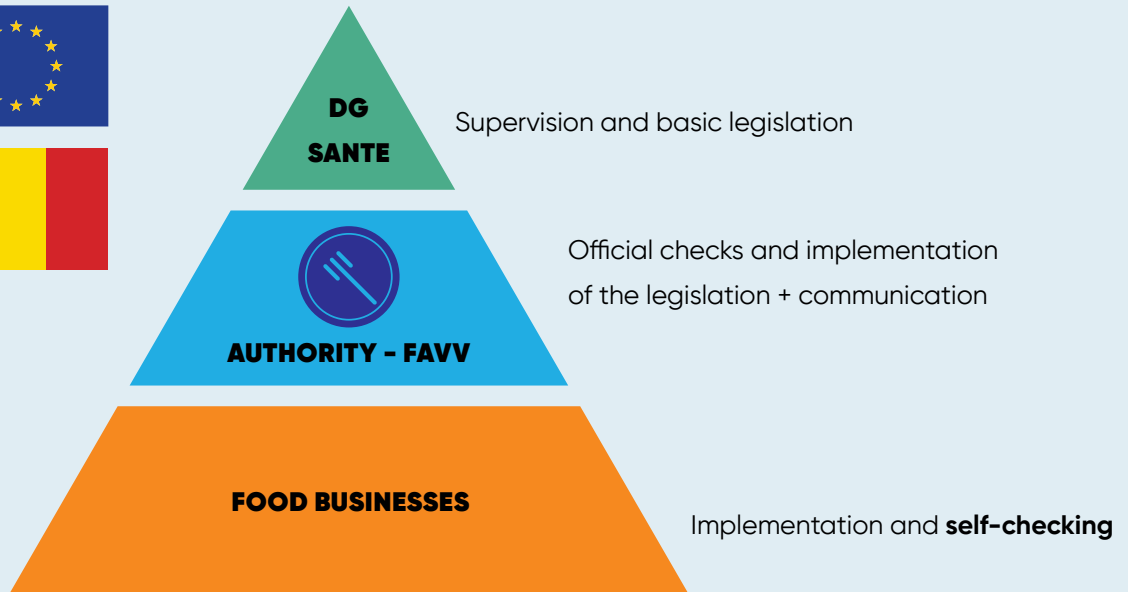 DG
SANTE
Supervision and basic legislation
Official checks and implementation
of the legislation + communication
AUTHORITY – FAVV
FOOD BUSINESSES
Implementation and self-checking